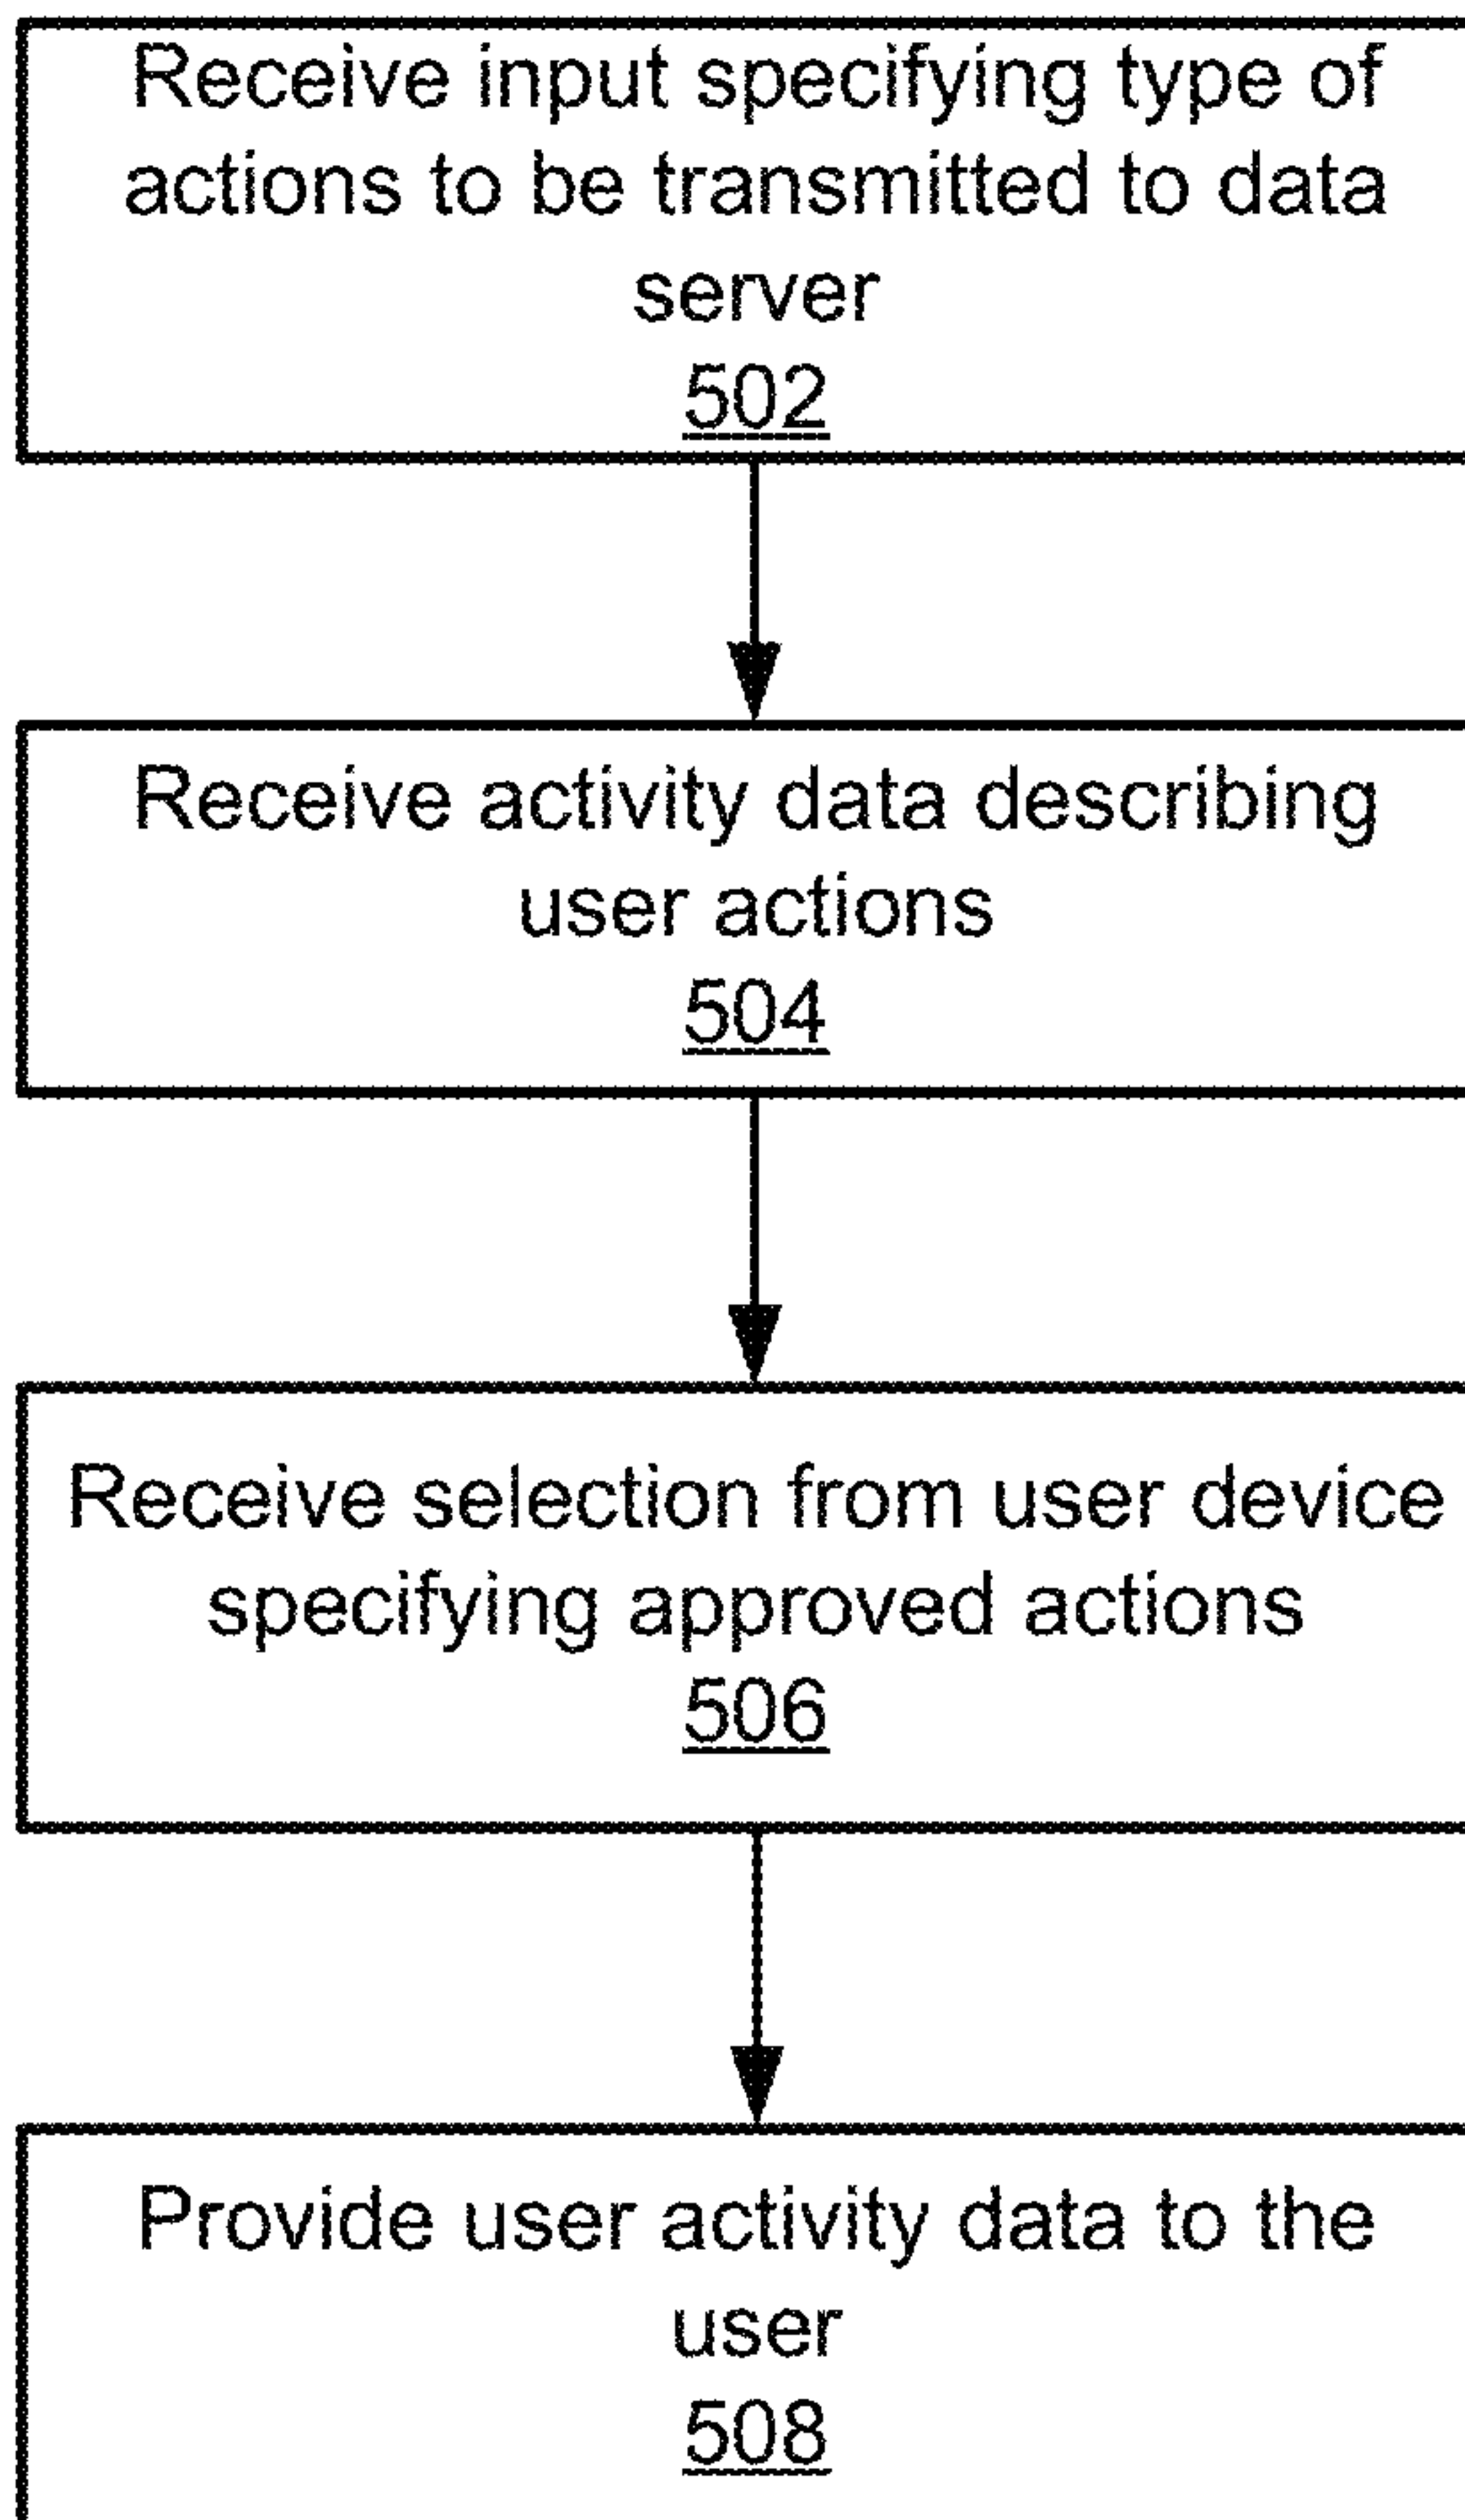 Receive input specifying type of
actions to be transmitted to data
server
502
Receive activity data describing
user actions
504
Receive selection from user device
specifying approved actions
506
Provide user activity data to the
user
508